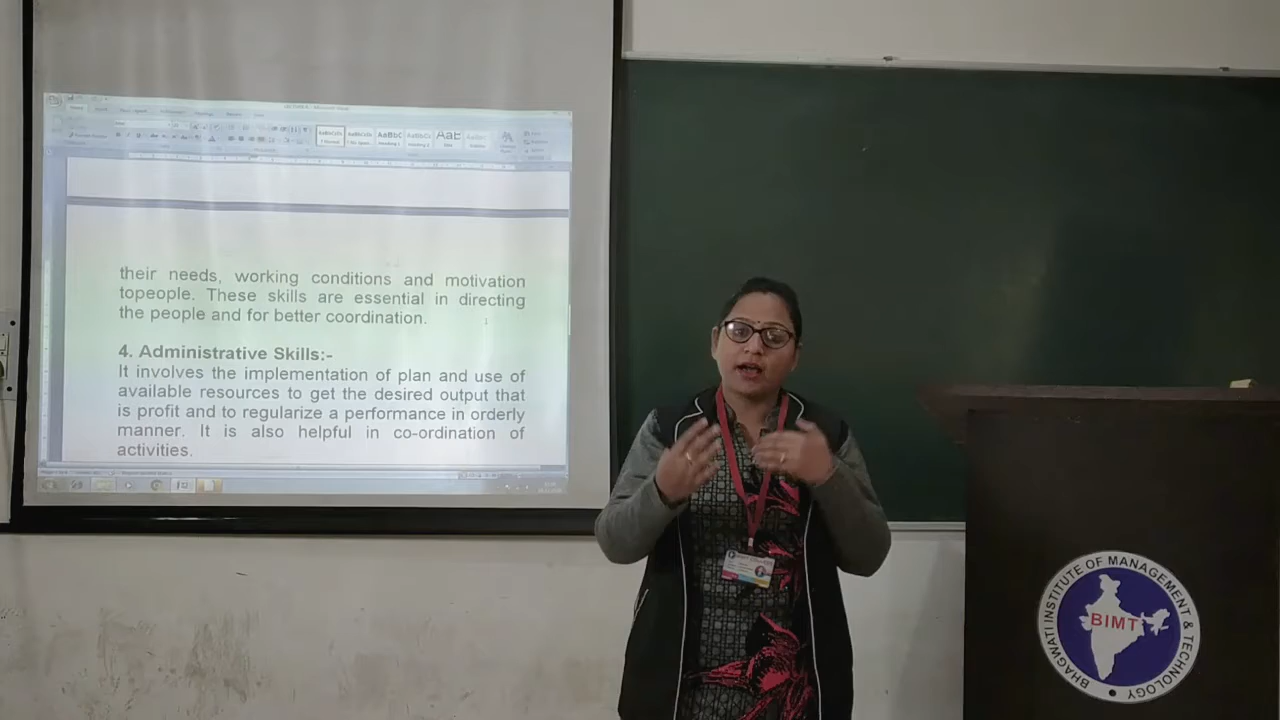 their needs, working conditions and motivation
topeople. These skills are essential in directing
the people and for better coordination.
4. Administrative Skills:-
It involves the implementation of plan and use of
available resources to get the desired output that
is profit and to regularize a performance in orderly
manner. It is also helpful in co-ordination of
activities.
BHAGWATI INSTITUTE OF MANAGEMENT & TECHNOLOGY
BIMT